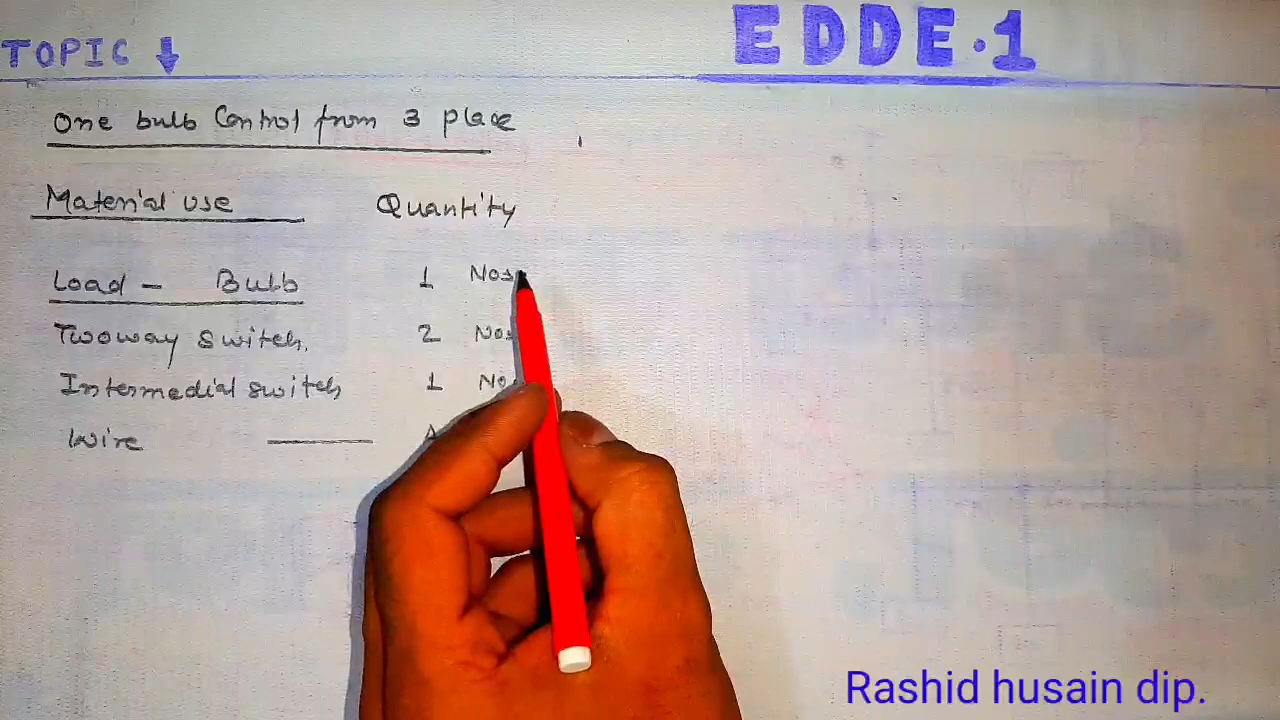 TOPIC ↓
EDDE·1
One bulb Control from 3 place
Material use Quantity
Load - Bulb 1 Nos
Twoway switch. 2 Nos
Intermedial switch 1 No
Wire
Rashid husain dip.